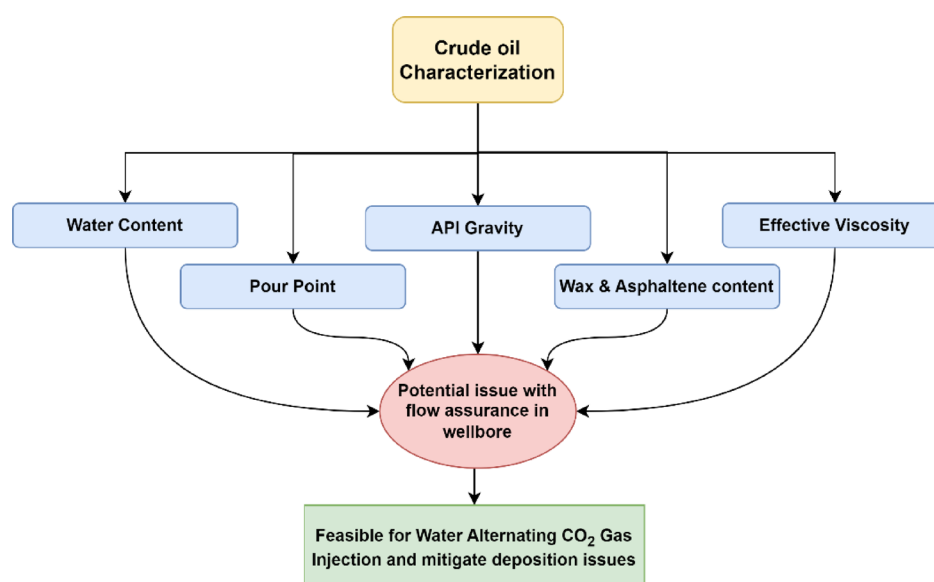 Crude oil
Characterization
Water Content
API Gravity
Effective Viscosity
Pour Point
Wax & Asphaltene content
Potential issue with
flow assurance in
wellbore
Feasible for Water Alternating CO₂ Gas
Injection and mitigate deposition issues